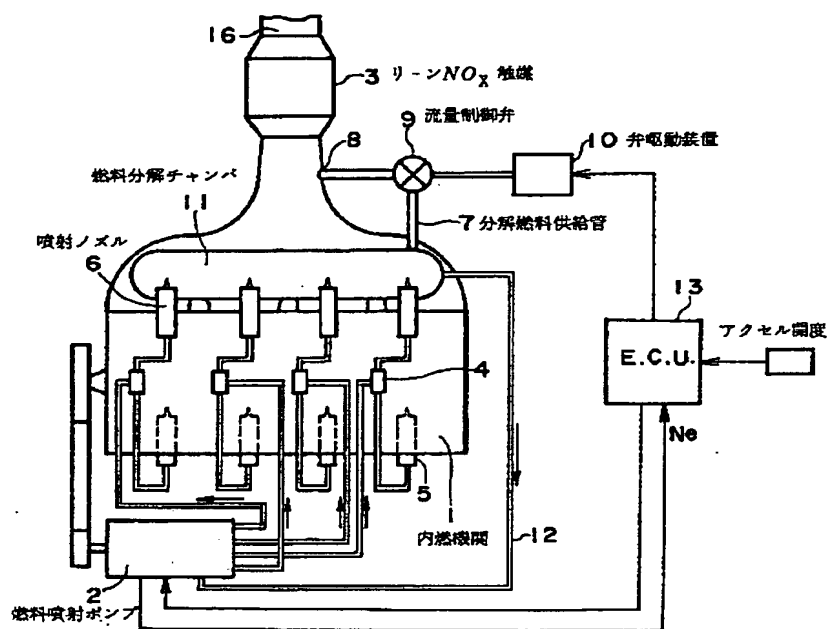 16
3 リーンNOX触媒
9 流量制御弁
8
10 弁駆動装置
燃料分解チャンバ
11
7 分解燃料供給管
噴射ノズル
6
13
アクセル開度
E.C.U.
4
Ne
5
1
内燃機関
12
2
燃料噴射ポンプ